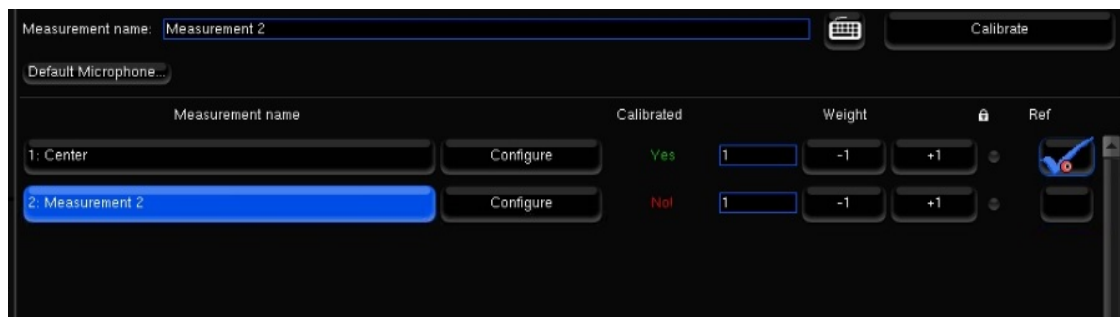 Measurement name: Measurement 2 Calibrate
Default Microphone...
Measurement name Calibrated Weight Ref
1: Center Configure Yes 1 -1 +1
2: Measurement 2 Configure No! 1 -1 +1